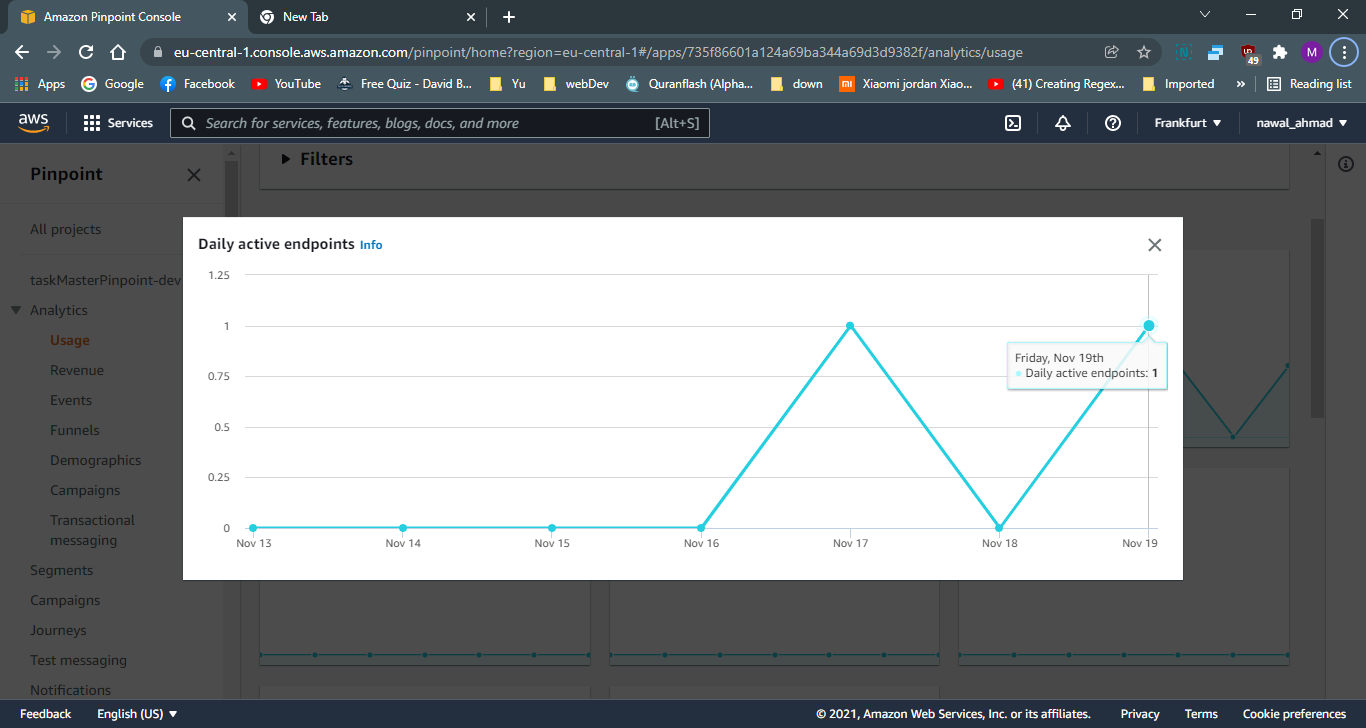 Amazon Pinpoint Console
New Tab
eu-central-1.console.aws.amazon.com/pinpoint/home?region=eu-central-1#/apps/735f86601a124a69ba344a69d3d9382f/analytics/usage
49
M
Apps
Google
Facebook
YouTube
Free Quiz - David B...
Yu
webDev
Quranflash (Alpha...
down
Xiaomi jordan Xiao...
(41) Creating Regex...
Imported
»
Reading list
aws
Services
Search for services, features, blogs, docs, and more
[Alt+S]
Frankfurt
nawal_ahmad
Pinpoint
Filters
All projects
taskMasterPinpoint-dev
Analytics
Usage
Revenue
Events
Funnels
Demographics
Campaigns
Transactional
messaging
Segments
Campaigns
Journeys
Test messaging
Notifications
Daily active endpoints Info
1.25
1
0.75
0.5
0.25
0
Nov 13
Nov 14
Nov 15
Nov 16
Nov 17
Nov 18
Nov 19
Friday, Nov 19th
Daily active endpoints: 1
Feedback
English (US)
© 2021, Amazon Web Services, Inc. or its affiliates.
Privacy
Terms
Cookie preferences